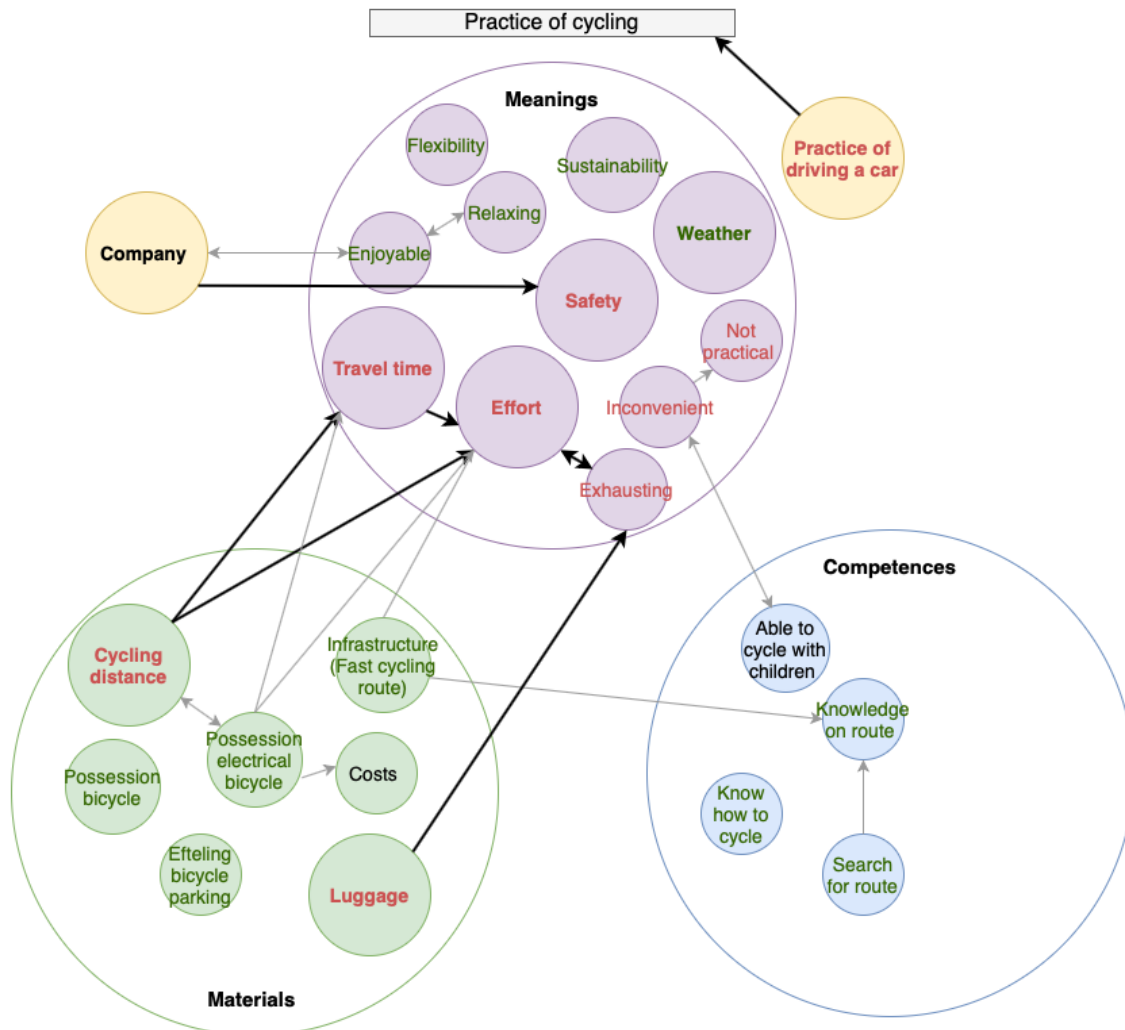 Practice of cycling
Meanings
Flexibility
Sustainability
Practice of
driving a car
Relaxing
Weather
Company
Enjoyable
Safety
Not
practical
Travel time
Effort
Inconvenient
Exhausting
Competences
Able to
cycle with
children
Infrastructure
(Fast cycling
route)
Cycling
distance
Knowledge
on route
Possession
electrical
bicycle
Possession
bicycle
Costs
Know
how to
cycle
Efteling
bicycle
parking
Search
for route
Luggage
Materials